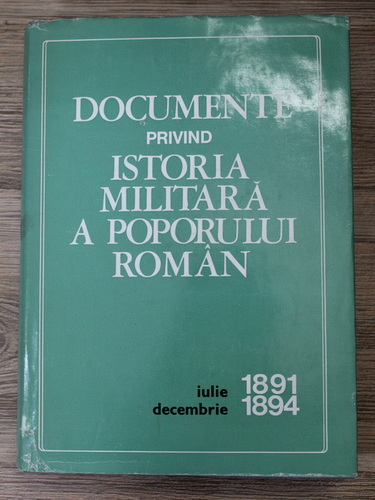 DOCUMENTE
PRIVIND
ISTORIA
MILITARĂ
A POPORULUI
ROMÂN
iulie 1891
decembrie 1894